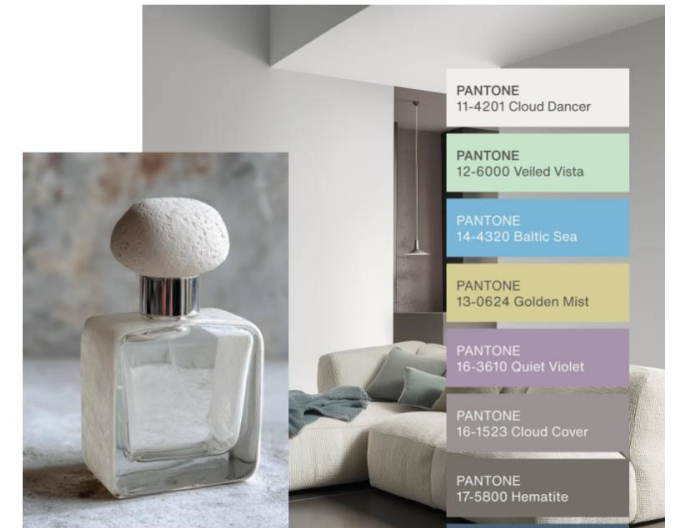 PANTONE
11-4201 Cloud Dancer
PANTONE
12-6000 Veiled Vista
PANTONE
14-4320 Baltic Sea
PANTONE
13-0624 Golden Mist
PANTONE
16-3610 Quiet Violet
PANTONE
16-1523 Cloud Cover
PANTONE
17-5800 Hematite